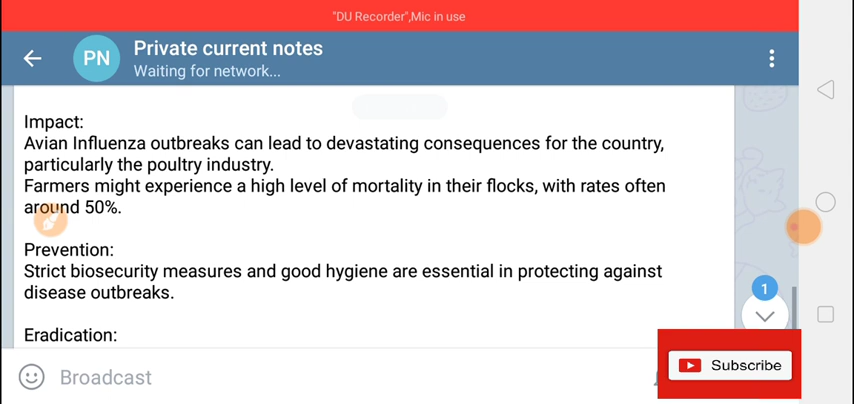 "DU Recorder",Mic in use
PN
Private current notes
Waiting for network...
Impact:
Avian Influenza outbreaks can lead to devastating consequences for the country,
particularly the poultry industry.
Farmers might experience a high level of mortality in their flocks, with rates often
around 50%.
Prevention:
Strict biosecurity measures and good hygiene are essential in protecting against
disease outbreaks.
1
Eradication:
Subscribe
Broadcast